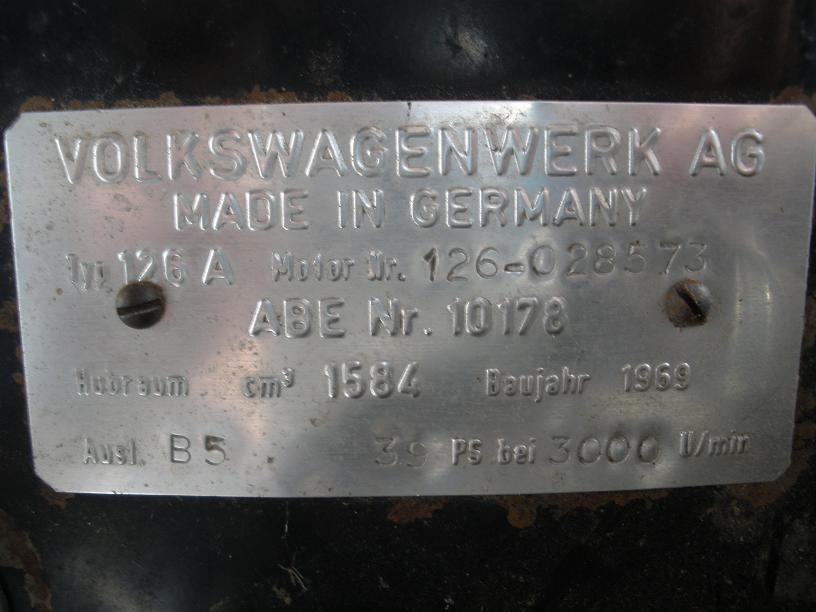 VOLKSWAGENWERK AG
MADE IN GERMANY
Typ 126 A Motor Nr. 126-028573
ABE Nr. 10178
Hubraum cm³ 1584 Baujahr 1969
Ausf. B5 39 PS bei 3000 U/min